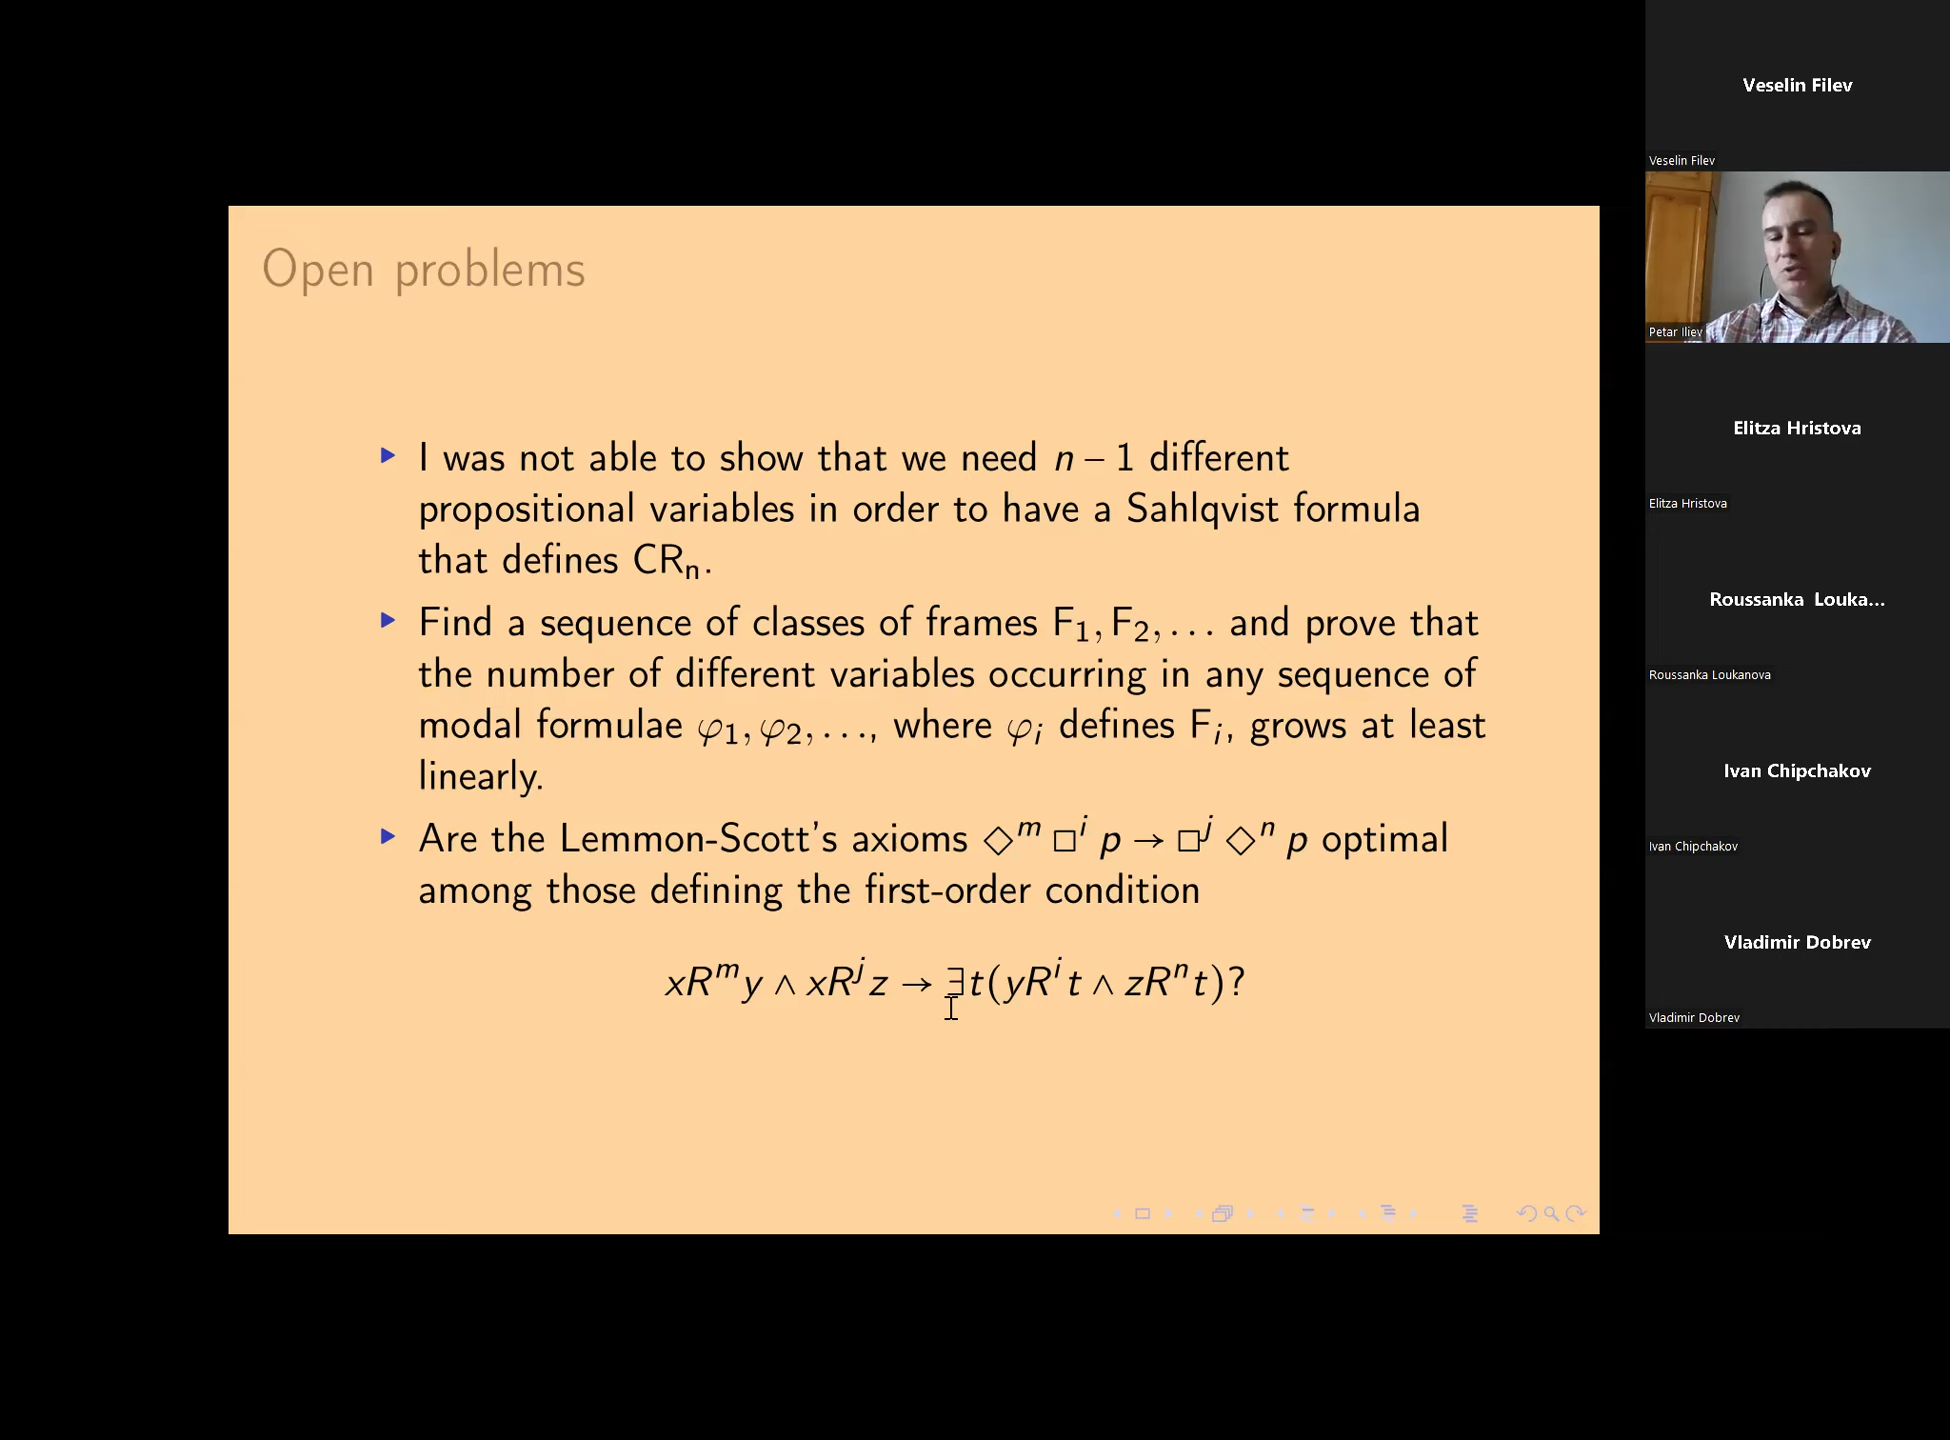 Open problems
▶ I was not able to show that we need n – 1 different
propositional variables in order to have a Sahlqvist formula
that defines CRₙ.
▶ Find a sequence of classes of frames F₁, F₂, . . . and prove that
the number of different variables occurring in any sequence of
modal formulae φ₁, φ₂, . . ., where φᵢ defines Fᵢ, grows at least
linearly.
▶ Are the Lemmon-Scott's axioms ◇ᵐ □ⁱ p → □ʲ ◇ⁿ p optimal
among those defining the first-order condition
xRᵐy ∧ xRʲz → ∃t(yRⁱt ∧ zRⁿt)?
Veselin Filev
Veselin Filev
Petar Iliev
Elitza Hristova
Elitza Hristova
Roussanka Louka...
Roussanka Loukanova
Ivan Chipchakov
Ivan Chipchakov
Vladimir Dobrev
Vladimir Dobrev